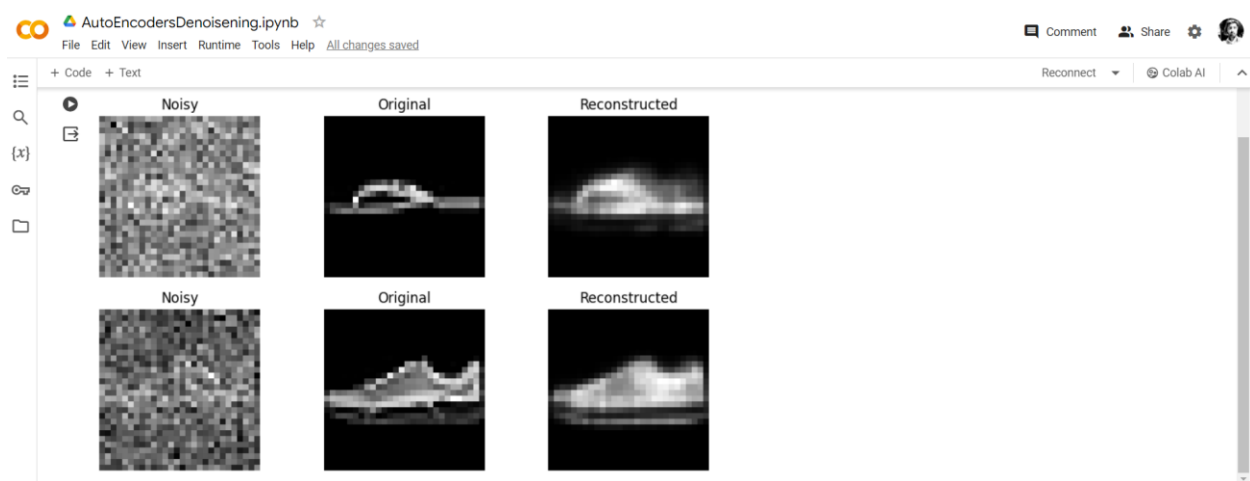 AutoEncodersDenoisening.ipynb
File Edit View Insert Runtime Tools Help All changes saved
Comment Share
+ Code + Text
Reconnect Colab AI
{x}
Noisy Original Reconstructed
Noisy Original Reconstructed